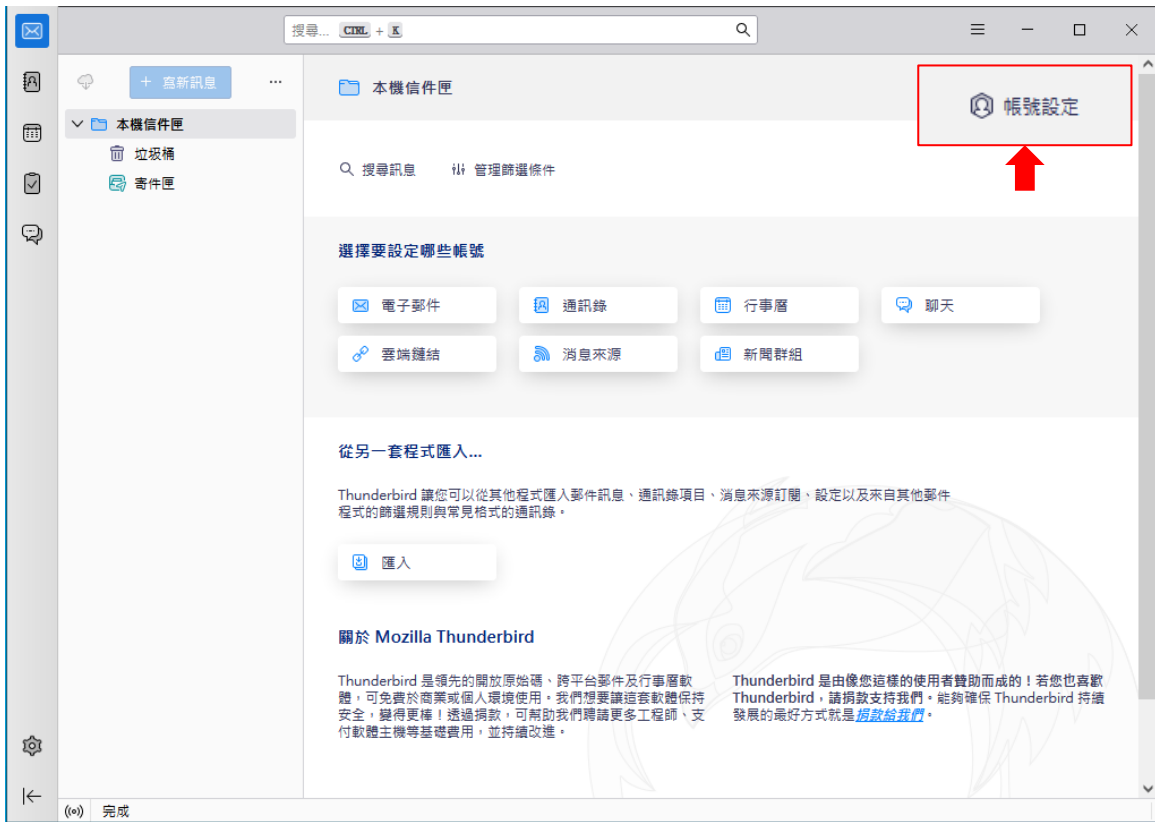 搜尋... CTRL + K
+ 寫新訊息 ...
本機信件匣
垃圾桶
寄件匣
本機信件匣
帳號設定
搜尋訊息 管理篩選條件
選擇要設定哪些帳號
電子郵件 通訊錄 行事曆 聊天
雲端鏈結 消息來源 新聞群組
從另一套程式匯入...
Thunderbird 讓您可以從其他程式匯入郵件訊息、通訊錄項目、消息來源訂閱、設定以及來自其他郵件
程式的篩選規則與常見格式的通訊錄。
匯入
關於 Mozilla Thunderbird
Thunderbird 是領先的開放原始碼、跨平台郵件及行事曆軟
體,可免費於商業或個人環境使用。我們想要讓這套軟體保持
安全,變得更棒!透過捐款,可幫助我們聘請更多工程師、支
付軟體主機等基礎費用,並持續改進。
Thunderbird 是由像您這樣的使用者贊助而成的!若您也喜歡
Thunderbird,請捐款支持我們。能夠確保 Thunderbird 持續
發展的最好方式就是捐款給我們。
完成